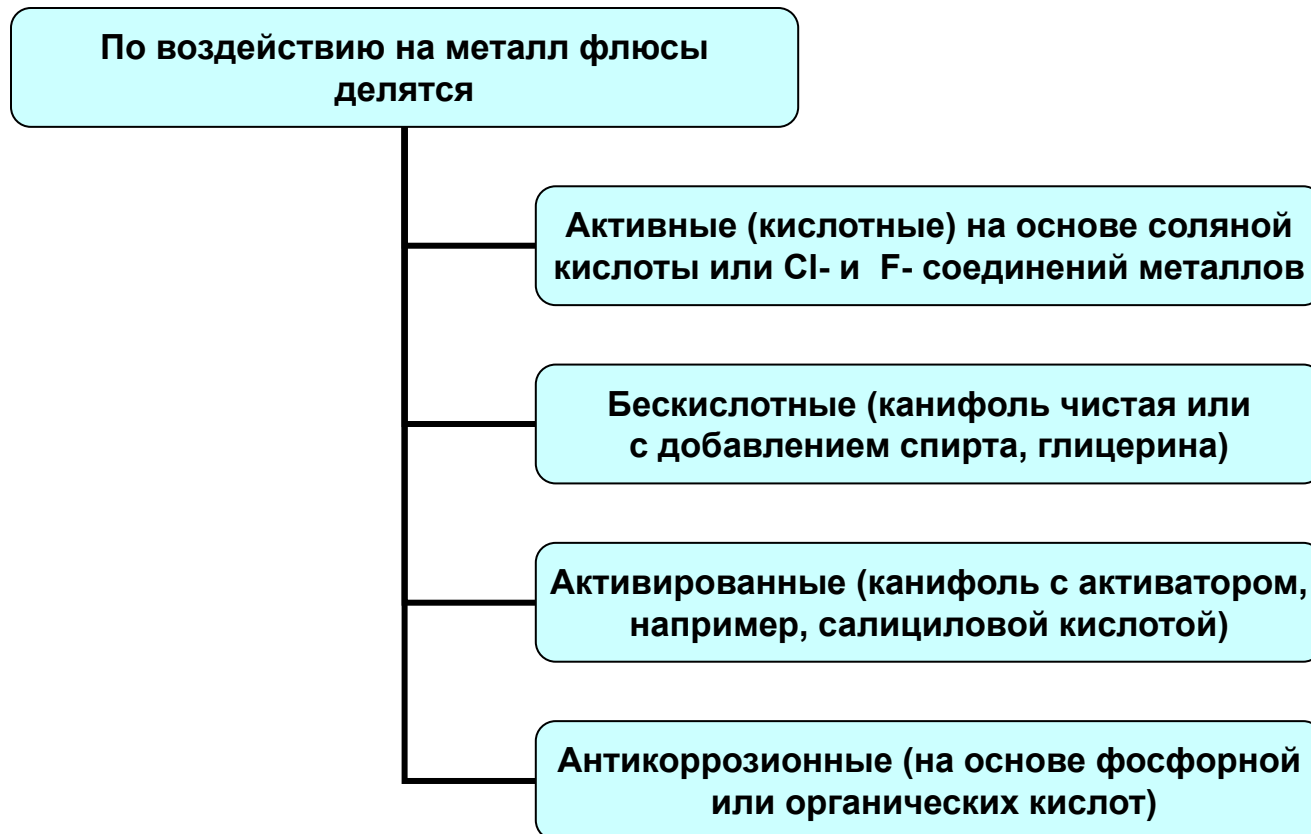 По воздействию на металл флюсы
делятся
Активные (кислотные) на основе соляной
кислоты или Cl- и  F- соединений металлов
Бескислотные (канифоль чистая или
с добавлением спирта, глицерина)
Активированные (канифоль с активатором,
например, салициловой кислотой)
Антикоррозионные (на основе фосфорной
или органических кислот)